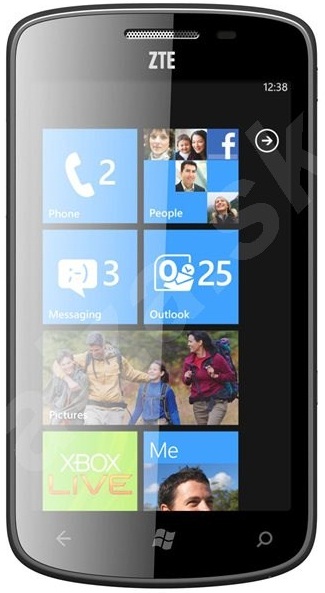 ZTE
12:38
2
Phone
f
People
:-)
3
Messaging
O
25
Outlook
Pictures
XBOX
LIVE
Me